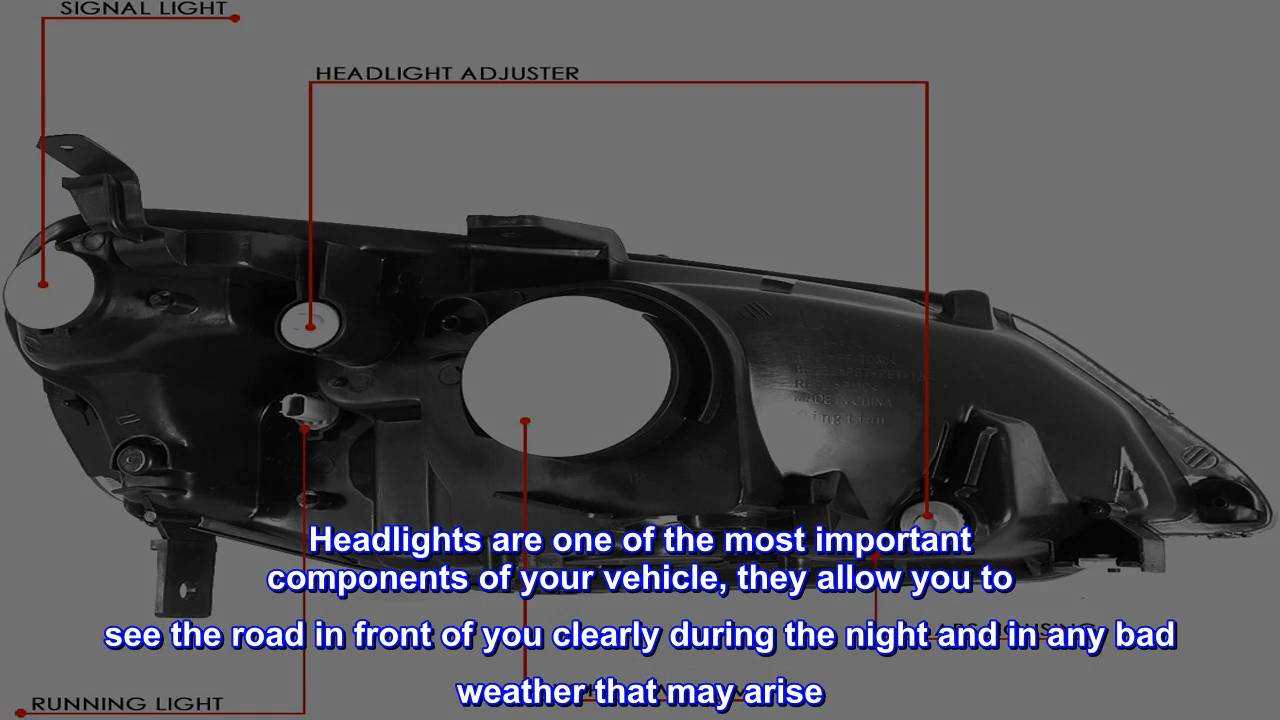 SIGNAL LIGHT
HEADLIGHT ADJUSTER
MADE IN CHINA
Headlights are one of the most important
components of your vehicle, they allow you to
see the road in front of you clearly during the night and in any bad
weather that may arise
RUNNING LIGHT